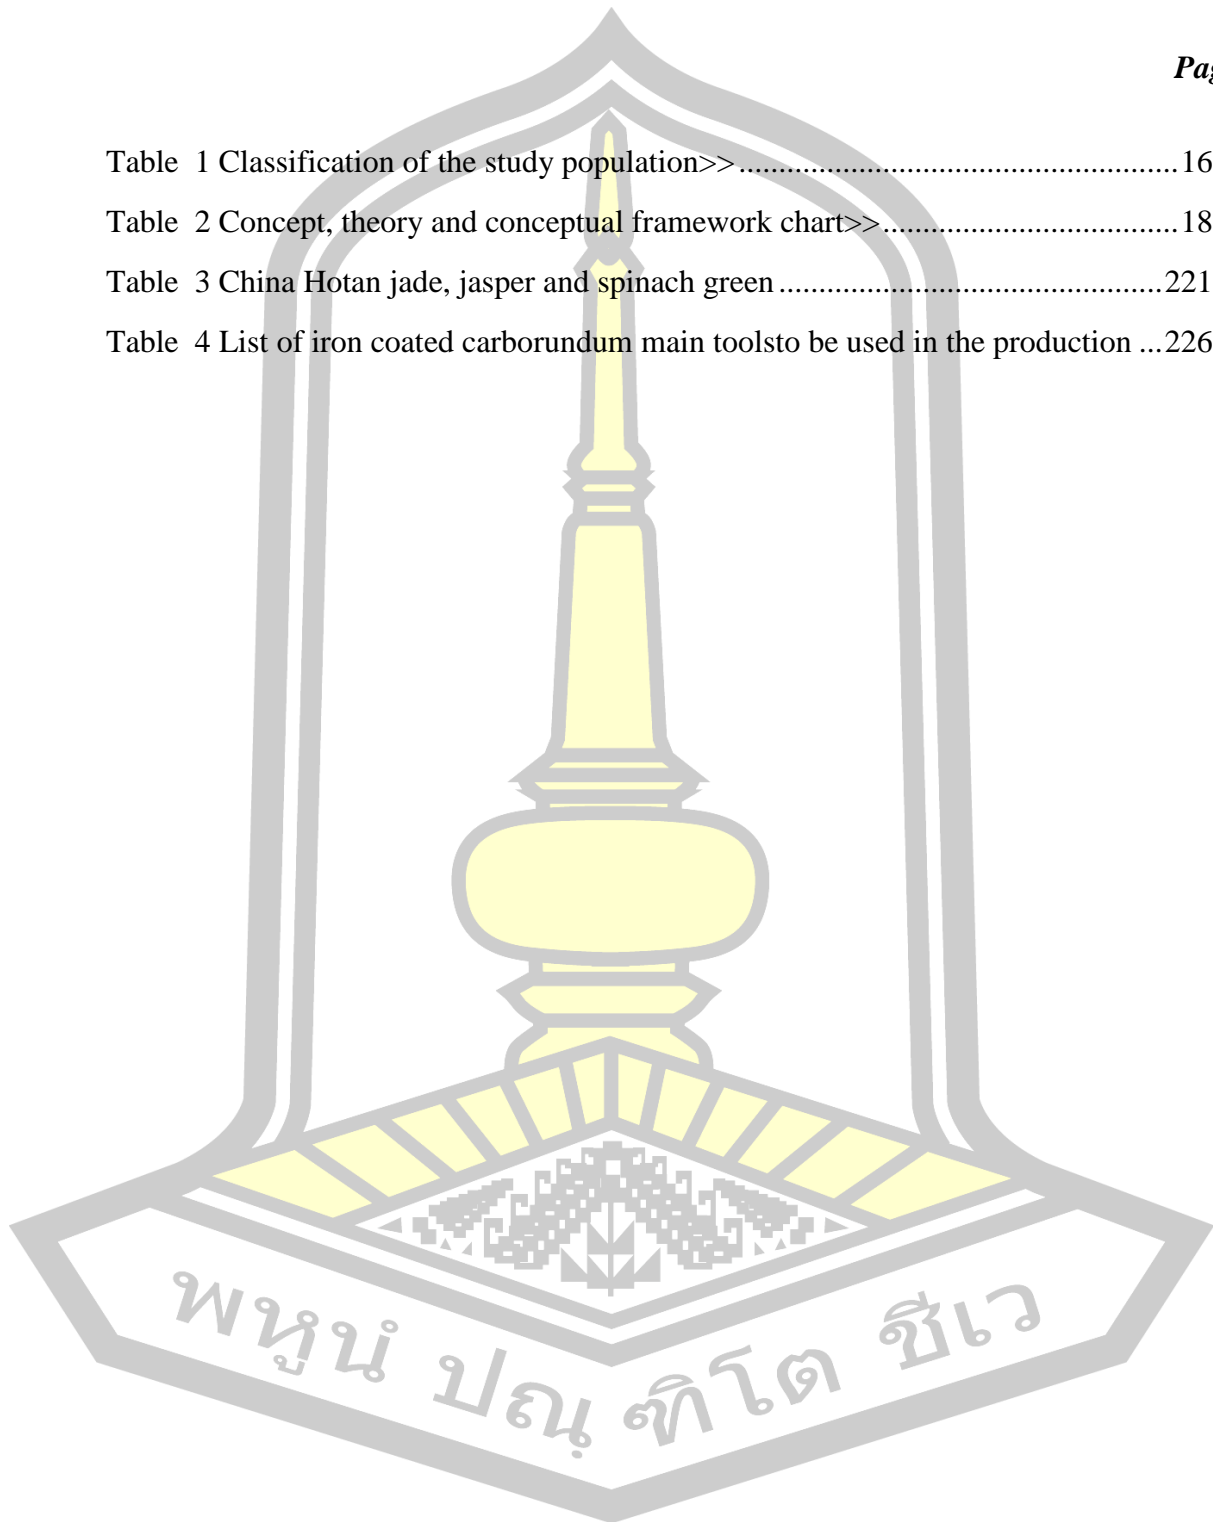 Table  1 Classification of the study population>>......................................................16
Table  2 Concept, theory and conceptual framework chart>>.....................................18
Table  3 China Hotan jade, jasper and spinach green................................................221
Table  4 List of iron coated carborundum main toolsto be used in the production ...226
พหูนํ ปณฺฑิโต ชีเว